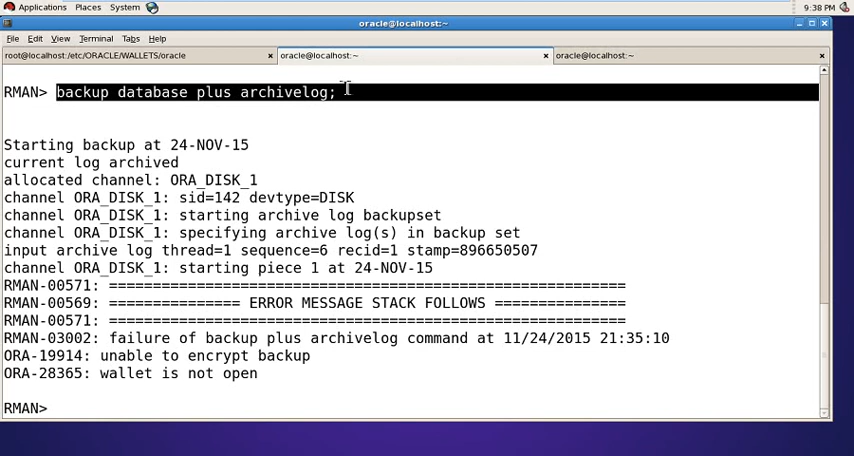 Applications Places System 9:38 PM
oracle@localhost:~
File Edit View Terminal Tabs Help
root@localhost:/etc/ORACLE/WALLETS/oracle oracle@localhost:~ oracle@localhost:~
RMAN> backup database plus archivelog;
Starting backup at 24-NOV-15
current log archived
allocated channel: ORA_DISK_1
channel ORA_DISK_1: sid=142 devtype=DISK
channel ORA_DISK_1: starting archive log backupset
channel ORA_DISK_1: specifying archive log(s) in backup set
input archive log thread=1 sequence=6 recid=1 stamp=896650507
channel ORA_DISK_1: starting piece 1 at 24-NOV-15
RMAN-00571: ===========================================================
RMAN-00569: =============== ERROR MESSAGE STACK FOLLOWS ===============
RMAN-00571: ===========================================================
RMAN-03002: failure of backup plus archivelog command at 11/24/2015 21:35:10
ORA-19914: unable to encrypt backup
ORA-28365: wallet is not open
RMAN>